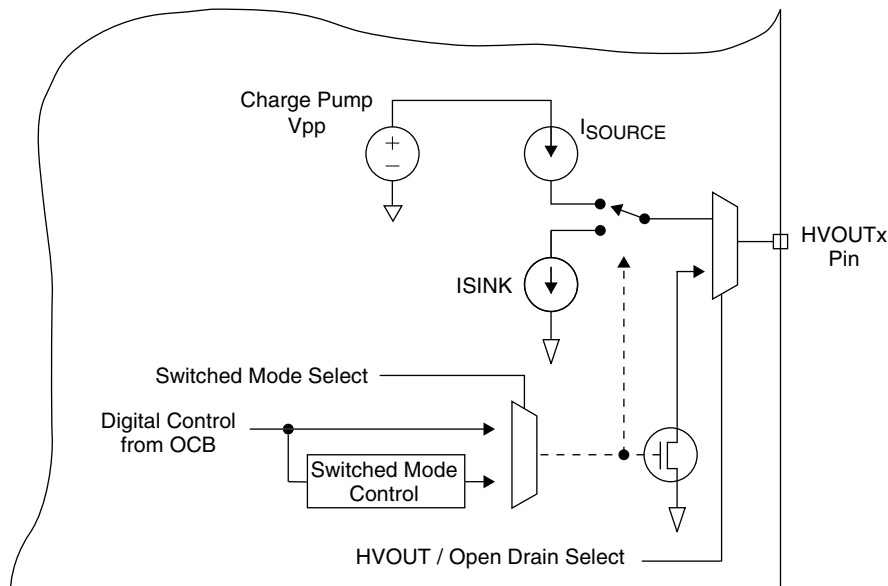 Charge Pump
Vpp
+
–
ISOURCE
HVOUTx
Pin
ISINK
Switched Mode Select
Digital Control
from OCB
Switched Mode
Control
HVOUT / Open Drain Select